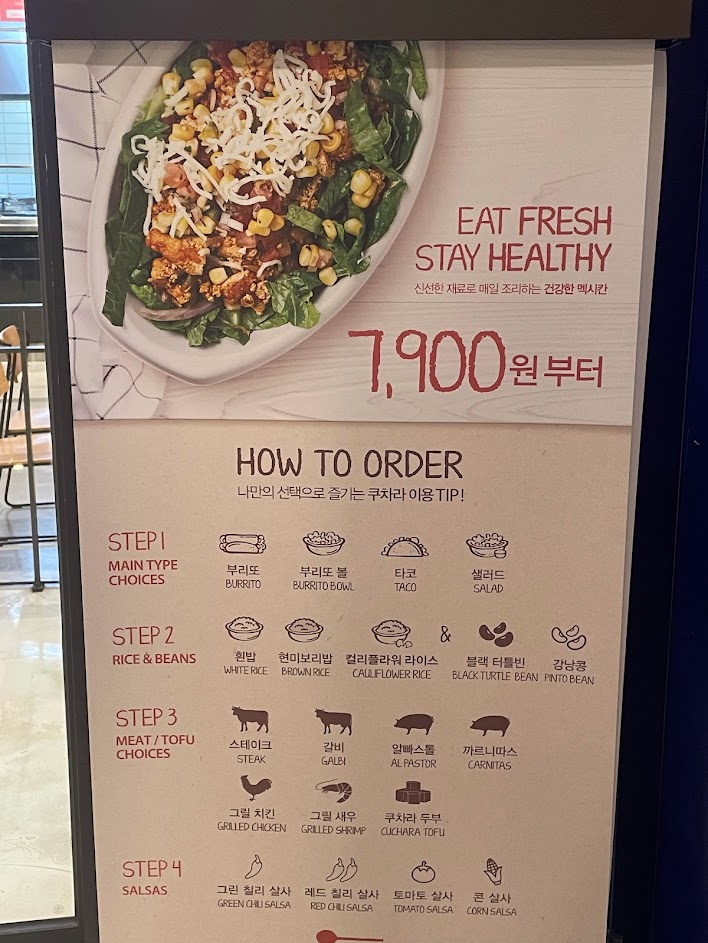 EAT FRESH
STAY HEALTHY
신선한 재료로 매일 조리하는 건강한 멕시칸
7,900원 부터
HOW TO ORDER
나만의 선택으로 즐기는 쿠차라 이용 TIP!
STEP 1
MAIN TYPE
CHOICES
부리또
BURRITO
부리또 볼
BURRITO BOWL
타코
TACO
샐러드
SALAD
STEP 2
RICE & BEANS
흰밥
WHITE RICE
현미보리밥
BROWN RICE
컬리플라워 라이스
CAULIFLOWER RICE
&
블랙 터틀빈
BLACK TURTLE BEAN
강낭콩
PINTO BEAN
STEP 3
MEAT / TOFU
CHOICES
스테이크
STEAK
갈비
GALBI
알빠스톨
AL PASTOR
까르니따스
CARNITAS
그릴 치킨
GRILLED CHICKEN
그릴 새우
GRILLED SHRIMP
쿠차라 두부
CUCHARA TOFU
STEP 4
SALSAS
그린 칠리 살사
GREEN CHILI SALSA
레드 칠리 살사
RED CHILI SALSA
토마토 살사
TOMATO SALSA
콘 살사
CORN SALSA